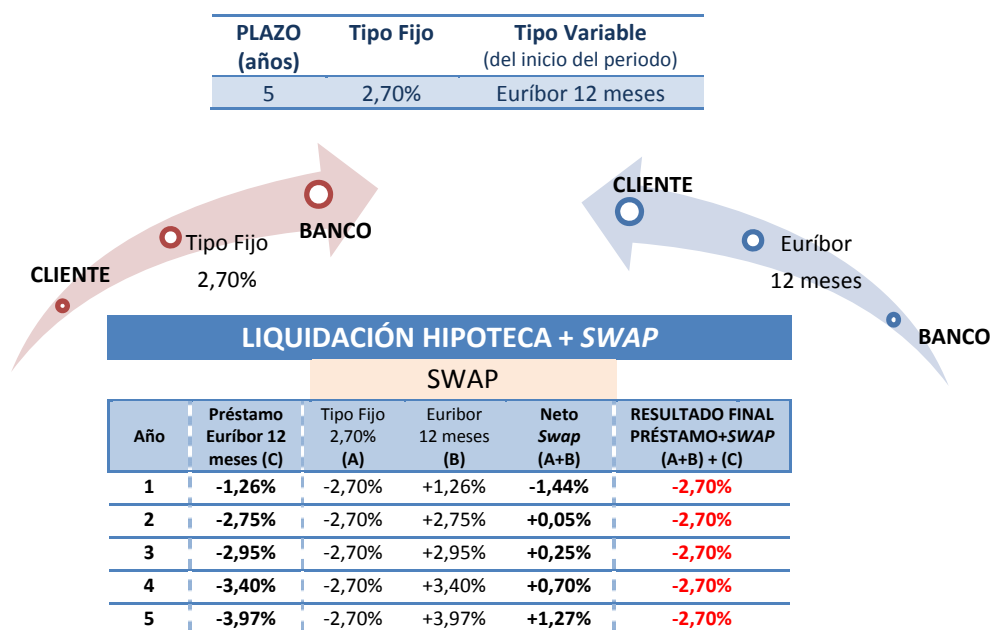 PLAZO Tipo Fijo Tipo Variable
(años) (del inicio del periodo)
5 2,70% Euríbor 12 meses
CLIENTE
Tipo Fijo
2,70%
BANCO
CLIENTE
Euríbor
12 meses
BANCO
LIQUIDACIÓN HIPOTECA + SWAP
SWAP
Año
Préstamo
Euríbor 12
meses (C)
Tipo Fijo
2,70%
(A)
Euribor
12 meses
(B)
Neto
Swap
(A+B)
RESULTADO FINAL
PRÉSTAMO+SWAP
(A+B) + (C)
1 -1,26% -2,70% +1,26% -1,44% -2,70%
2 -2,75% -2,70% +2,75% +0,05% -2,70%
3 -2,95% -2,70% +2,95% +0,25% -2,70%
4 -3,40% -2,70% +3,40% +0,70% -2,70%
5 -3,97% -2,70% +3,97% +1,27% -2,70%